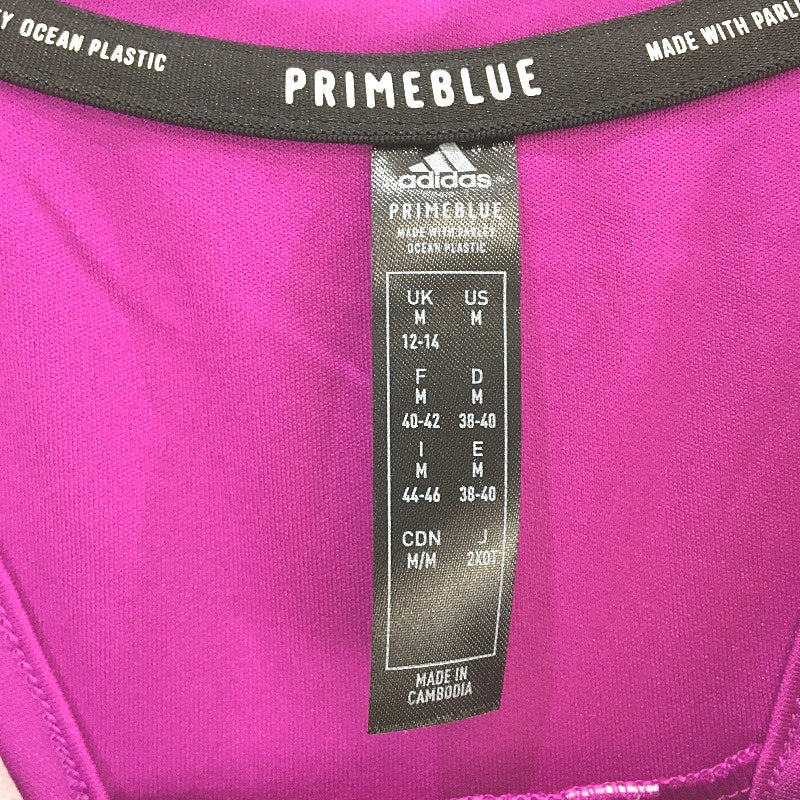 Y OCEAN PLASTIC
PRIMEBLUE
MADE WITH PARL
adidas
PRIMEBLUE
MADE WITH PARLEY
OCEAN PLASTIC
UK US
M M
12-14
F D
M M
40-42 38-40
I E
M M
44-46 38-40
CDN J
M/M 2XOT
MADE IN
CAMBODIA